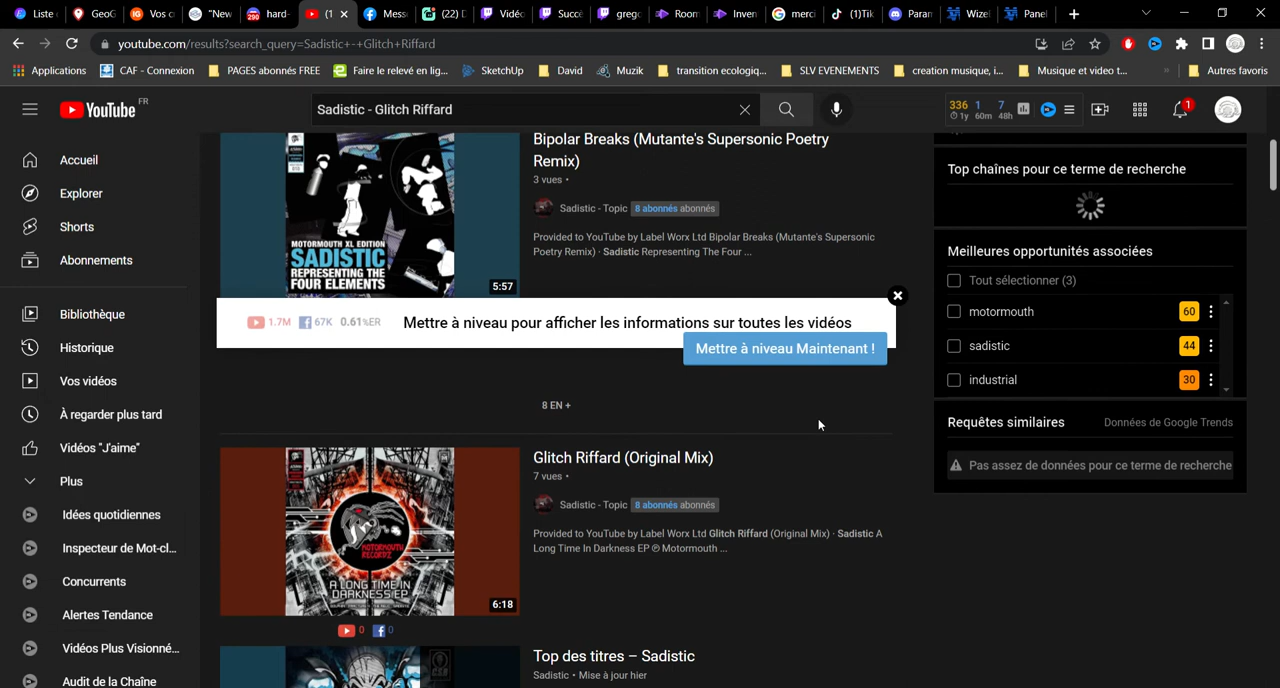 Liste
GeoG
Vos c
"New
hard-
(1
Mess
(22) D
Vidéo
Succè
grego
Room
Inven
merci
(1)Tik
Param
Wizel
Panel
youtube.com/results?search_query=Sadistic+-+Glitch+Riffard
Applications
CAF - Connexion
PAGES abonnés FREE
Faire le relevé en lig...
SketchUp
David
Muzik
transition ecologiq...
SLV EVENEMENTS
creation musique, i...
Musique et video t...
»
Autres favoris
YouTube FR
Sadistic - Glitch Riffard
336 1 7
1y 60m 48h
1
Accueil
Explorer
Shorts
Abonnements
Bibliothèque
Historique
Vos vidéos
À regarder plus tard
Vidéos "J'aime"
Plus
Idées quotidiennes
Inspecteur de Mot-cl...
Concurrents
Alertes Tendance
Vidéos Plus Visionné...
Audit de la Chaîne
MOTORMOUTH XL EDITION
SADISTIC
REPRESENTING THE
FOUR ELEMENTS
5:57
Bipolar Breaks (Mutante's Supersonic Poetry
Remix)
3 vues •
Sadistic - Topic 8 abonnés abonnés
Provided to YouTube by Label Worx Ltd Bipolar Breaks (Mutante's Supersonic
Poetry Remix) · Sadistic Representing The Four ...
1.7M 67K 0.61%ER
Mettre à niveau pour afficher les informations sur toutes les vidéos
Mettre à niveau Maintenant !
8 EN +
MOTORMOUTH
RECORDZ
A LONG TIME IN
DARKNESS EP
6:18
Glitch Riffard (Original Mix)
7 vues •
Sadistic - Topic 8 abonnés abonnés
Provided to YouTube by Label Worx Ltd Glitch Riffard (Original Mix) · Sadistic A
Long Time In Darkness EP ℗ Motormouth ...
0 0
Top des titres – Sadistic
Sadistic • Mise à jour hier
Top chaînes pour ce terme de recherche
Meilleures opportunités associées
Tout sélectionner (3)
motormouth 60
sadistic 44
industrial 30
Requêtes similaires
Données de Google Trends
Pas assez de données pour ce terme de recherche